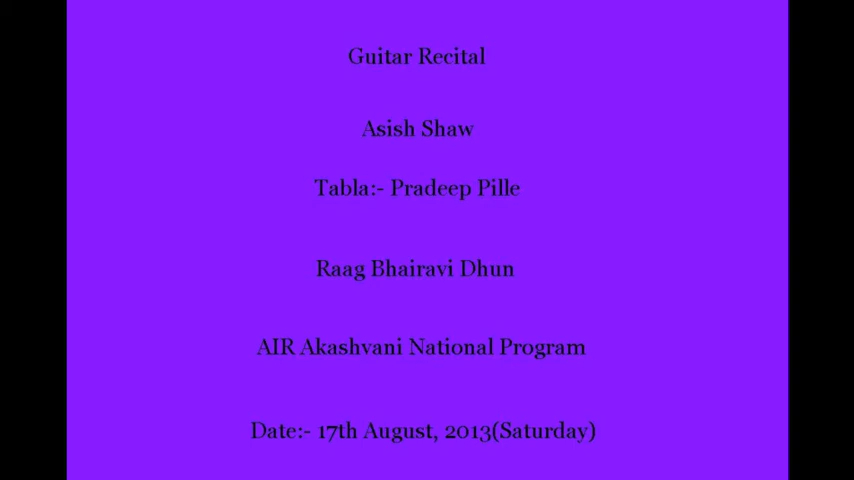 Guitar Recital
Asish Shaw
Tabla:- Pradeep Pille
Raag Bhairavi Dhun
AIR Akashvani National Program
Date:- 17th August, 2013(Saturday)